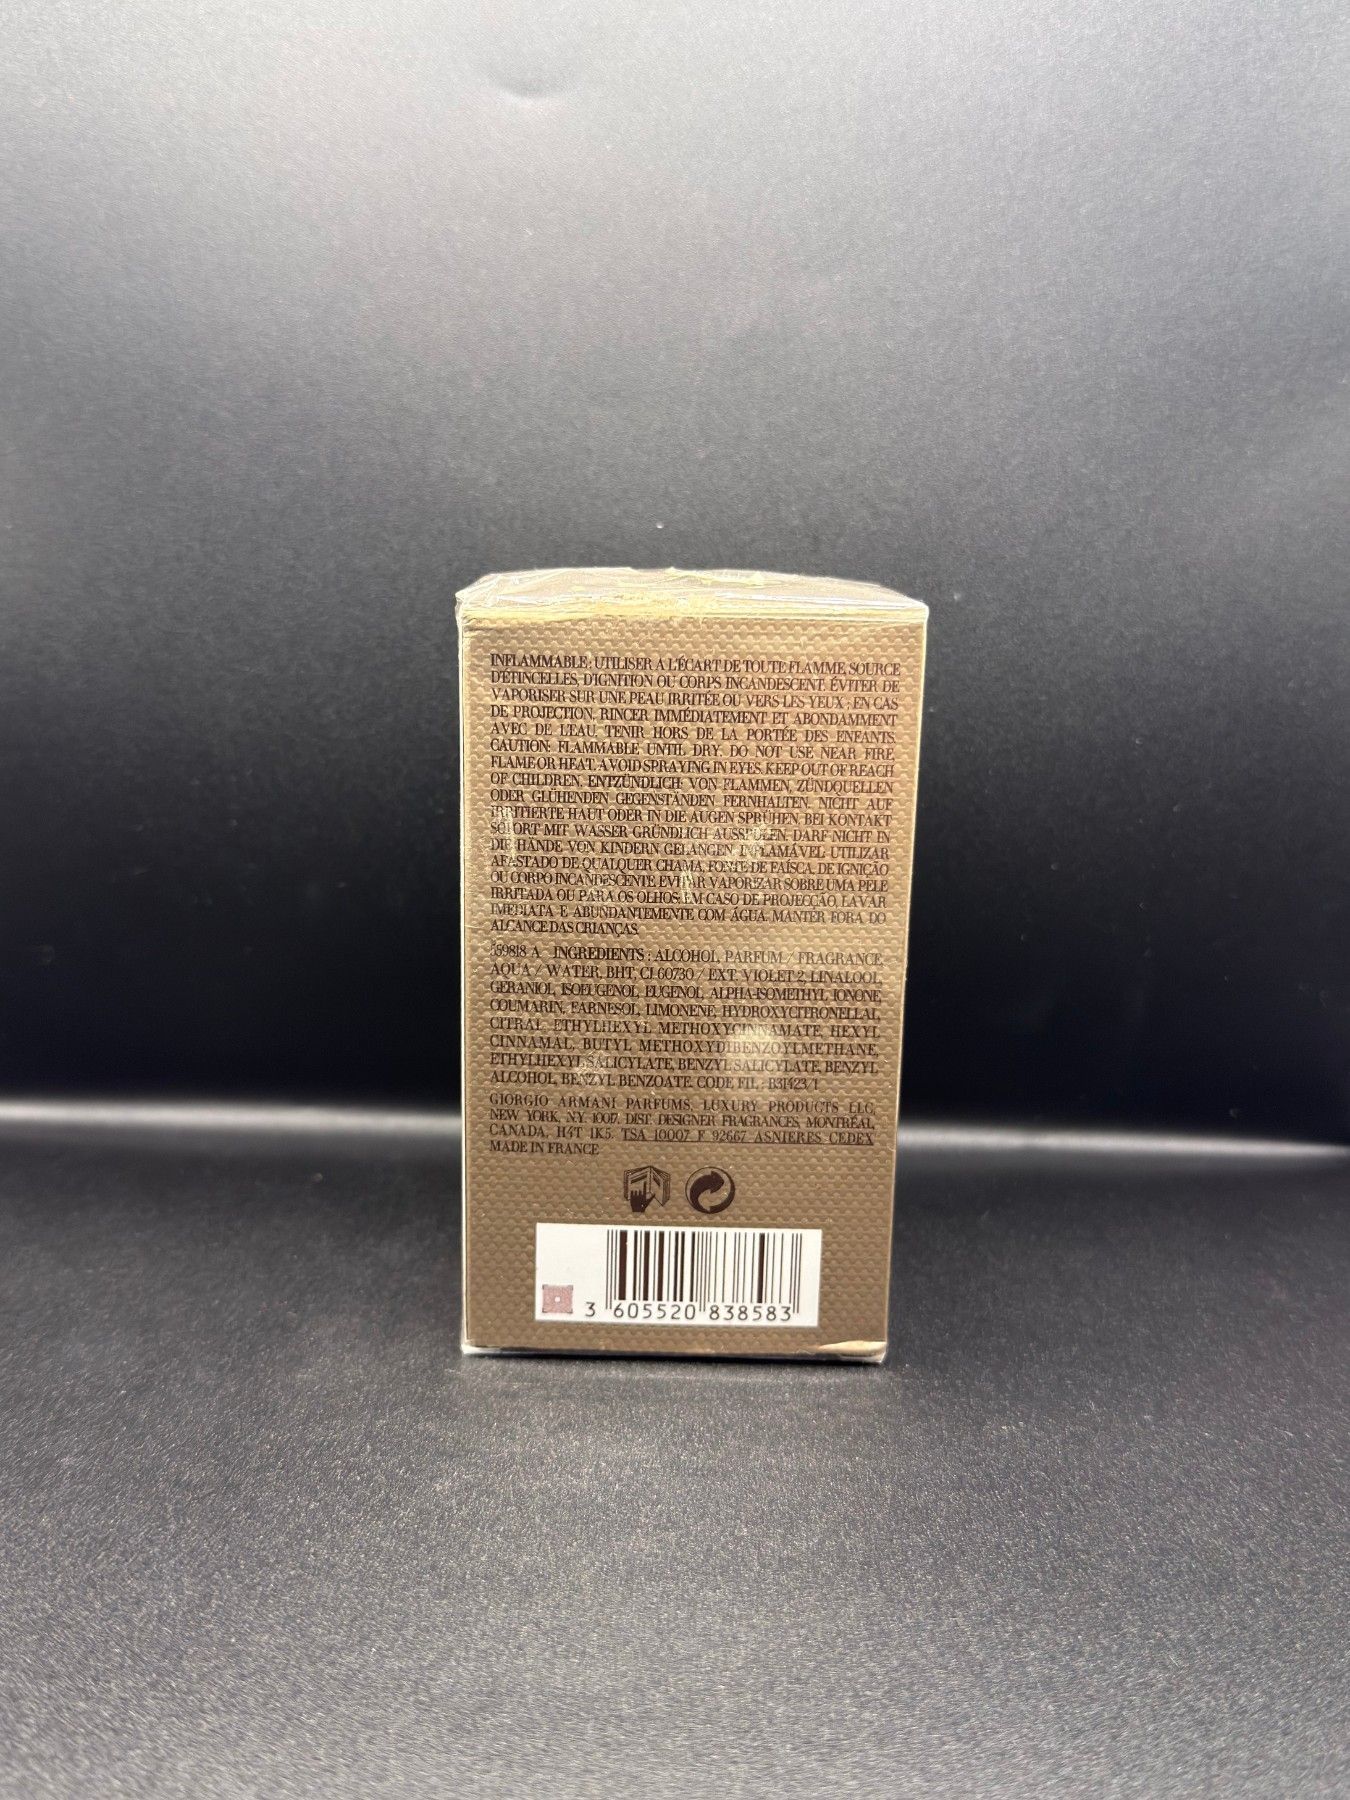 INFLAMMABLE : UTILISER A L'ÉCART DE TOUTE FLAMME, SOURCE
D'ÉTINCELLES, D'IGNITION OU CORPS INCANDESCENT. ÉVITER DE
VAPORISER SUR UNE PEAU IRRITÉE OU VERS LES YEUX ; EN CAS
DE PROJECTION, RINCER IMMÉDIATEMENT ET ABONDAMMENT
AVEC DE L'EAU. TENIR HORS DE LA PORTÉE DES ENFANTS.
CAUTION: FLAMMABLE UNTIL DRY. DO NOT USE NEAR FIRE,
FLAME OR HEAT. AVOID SPRAYING IN EYES. KEEP OUT OF REACH
OF CHILDREN. ENTZÜNDLICH: VON FLAMMEN, ZÜNDQUELLEN
ODER GLÜHENDEN GEGENSTÄNDEN FERNHALTEN. NICHT AUF
IRRITIERTE HAUT ODER IN DIE AUGEN SPRÜHEN. BEI KONTAKT
SOFORT MIT WASSER GRÜNDLICH AUSSPÜLEN. DARF NICHT IN
DIE HÄNDE VON KINDERN GELANGEN. INFLAMÁVEL: UTILIZAR
AFASTADO DE QUALQUER CHAMA, FONTE DE FAÍSCA, DE IGNIÇÃO
OU CORPO INCANDESCENTE. EVITAR VAPORIZAR SOBRE UMA PELE
IRRITADA OU PARA OS OLHOS: EM CASO DE PROJECÇÃO, LAVAR
IMEDIATA E ABUNDANTEMENTE COM ÁGUA. MANTER FORA DO
ALCANCE DAS CRIANÇAS.
559818 A INGREDIENTS : ALCOHOL, PARFUM / FRAGRANCE,
AQUA / WATER, BHT, CI 60730 / EXT. VIOLET 2, LINALOOL,
GERANIOL, ISOEUGENOL, EUGENOL, ALPHA-ISOMETHYL IONONE,
COUMARIN, FARNESOL, LIMONENE, HYDROXYCITRONELLAL,
CITRAL, ETHYLHEXYL METHOXYCINNAMATE, HEXYL
CINNAMAL, BUTYL METHOXYDIBENZOYLMETHANE,
ETHYLHEXYL SALICYLATE, BENZYL SALICYLATE, BENZYL
ALCOHOL, BENZYL BENZOATE. CODE FIL : B31423/1
GIORGIO ARMANI PARFUMS, LUXURY PRODUCTS LLC,
NEW YORK, N.Y. 10017. DIST. DESIGNER FRAGRANCES, MONTRÉAL,
CANADA, H4T 1K5. TSA 10007 F 92667 ASNIERES CEDEX
MADE IN FRANCE
3 605520 838583